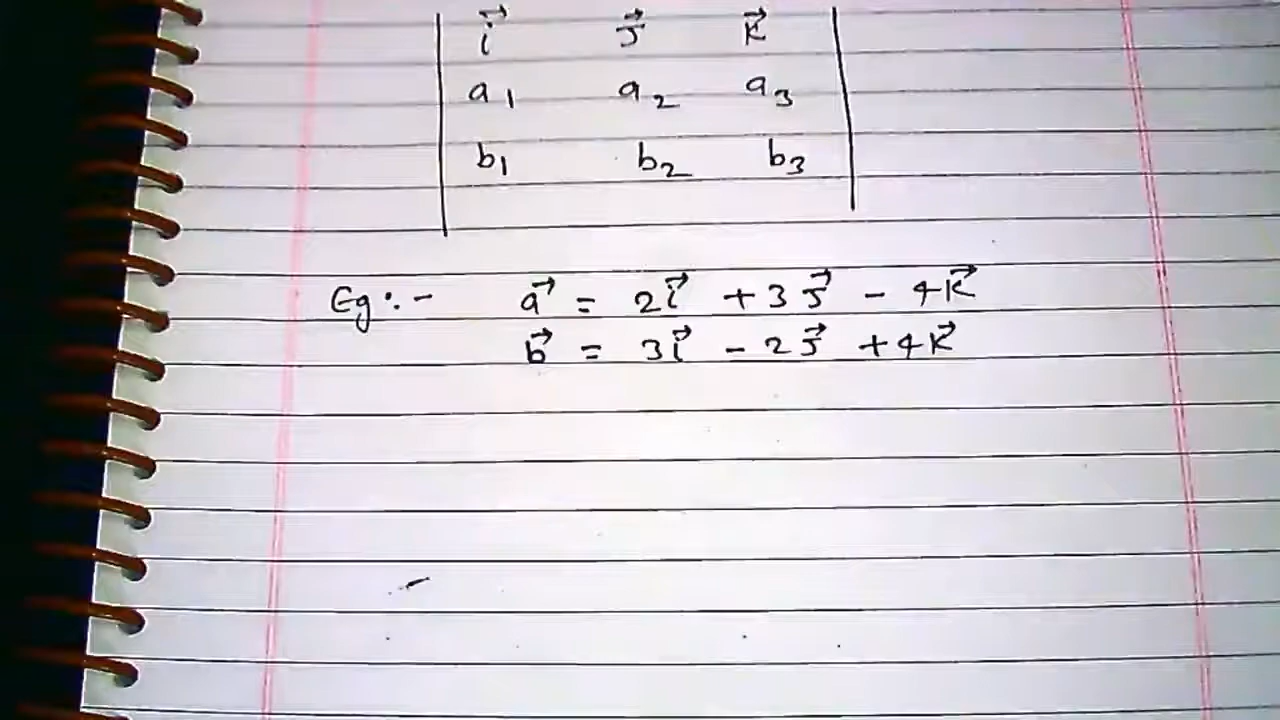 | i⃗ j⃗ k⃗ |
| a₁ a₂ a₃ |
| b₁ b₂ b₃ |
Eg:- a⃗ = 2i⃗ + 3j⃗ - 4k⃗
b⃗ = 3i⃗ - 2j⃗ + 4k⃗